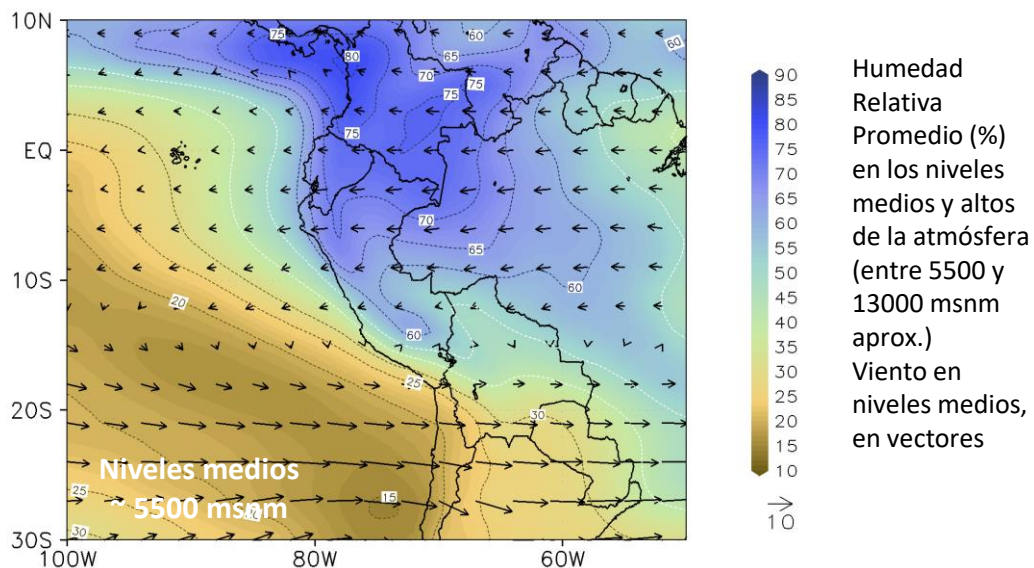 10N
EQ
10S
20S
30S
100W
80W
60W
75
80
60
65
60
70
75
75
70
65
60
60
20
25
30
15
25
30
Niveles medios
~ 5500 msnm
90
85
80
75
70
65
60
55
50
45
40
35
30
25
20
15
10
10
Humedad
Relativa
Promedio (%)
en los niveles
medios y altos
de la atmósfera
(entre 5500 y
13000 msnm
aprox.)
Viento en
niveles medios,
en vectores